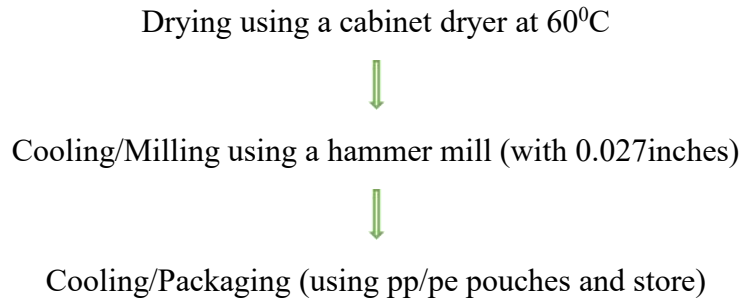 Drying using a cabinet dryer at 60⁰C
Cooling/Milling using a hammer mill (with 0.027inches)
Cooling/Packaging (using pp/pe pouches and store)